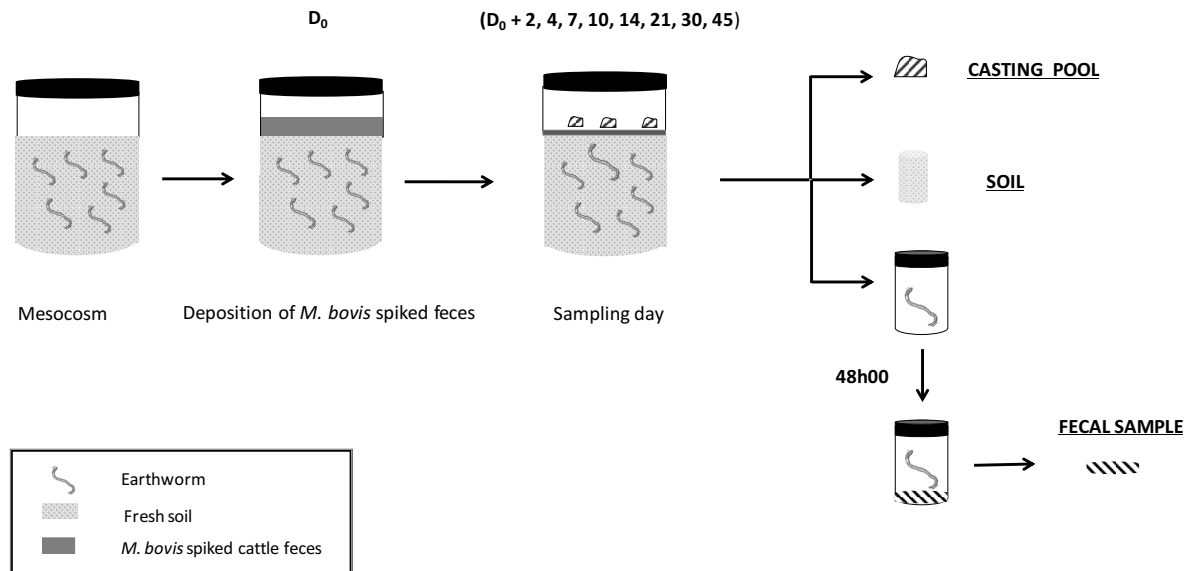 D₀
(D₀ + 2, 4, 7, 10, 14, 21, 30, 45)
CASTING POOL
SOIL
Mesocosm
Deposition of M. bovis spiked feces
Sampling day
48h00
FECAL SAMPLE
Earthworm
Fresh soil
M. bovis spiked cattle feces